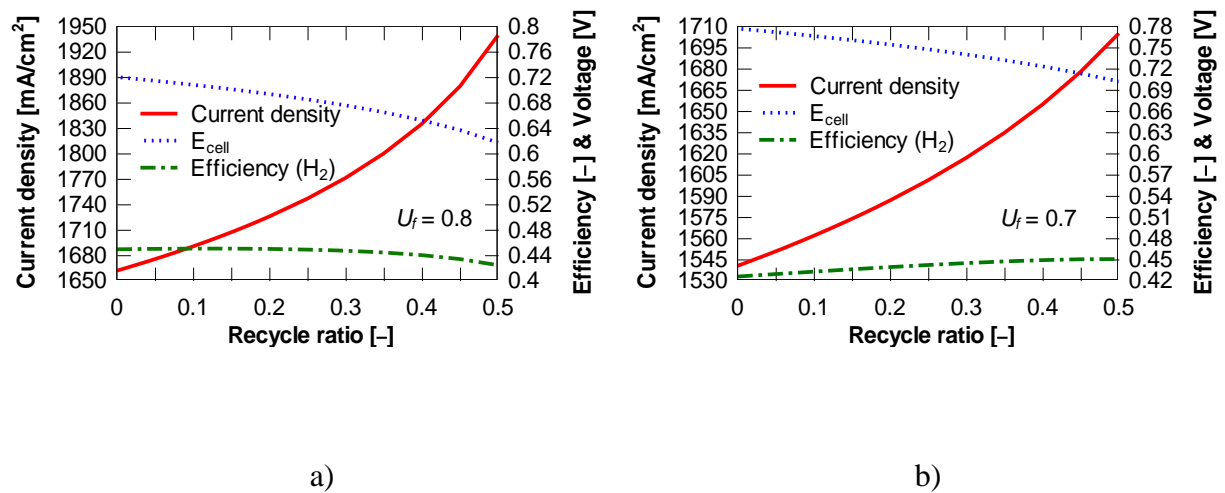 Current density [mA/cm²]
1950
1920
1890
1860
1830
1800
1770
1740
1710
1680
1650
Current density
E_cell
Efficiency (H₂)
U_f = 0.8
0.8
0.76
0.72
0.68
0.64
0.6
0.56
0.52
0.48
0.44
0.4
Efficiency [–] & Voltage [V]
0 0.1 0.2 0.3 0.4 0.5
Recycle ratio [–]
a)
Current density [mA/cm²]
1710
1695
1680
1665
1650
1635
1620
1605
1590
1575
1560
1545
1530
Current density
E_cell
Efficiency (H₂)
U_f = 0.7
0.78
0.75
0.72
0.69
0.66
0.63
0.6
0.57
0.54
0.51
0.48
0.45
0.42
Efficiency [–] & Voltage [V]
0 0.1 0.2 0.3 0.4 0.5
Recycle ratio [–]
b)